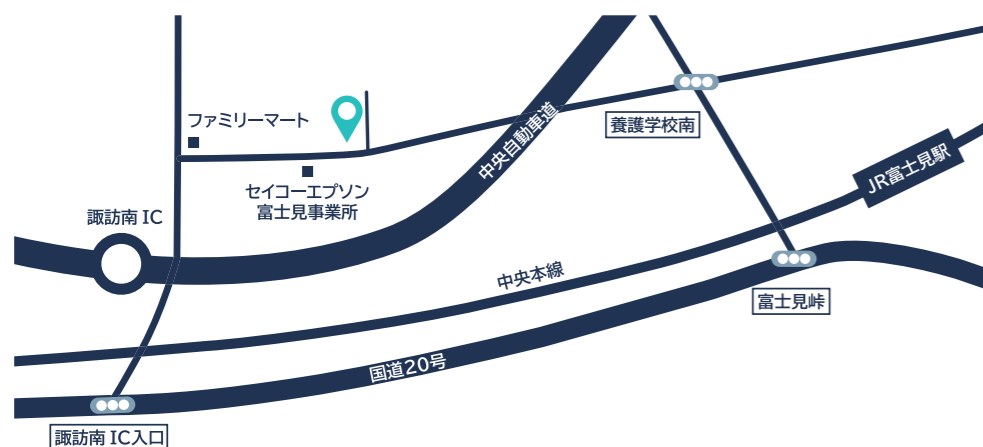 ファミリーマート
養護学校南
中央自動車道
JR富士見駅
セイコーエプソン
富士見事業所
諏訪南 IC
中央本線
富士見峠
国道20号
諏訪南 IC入口